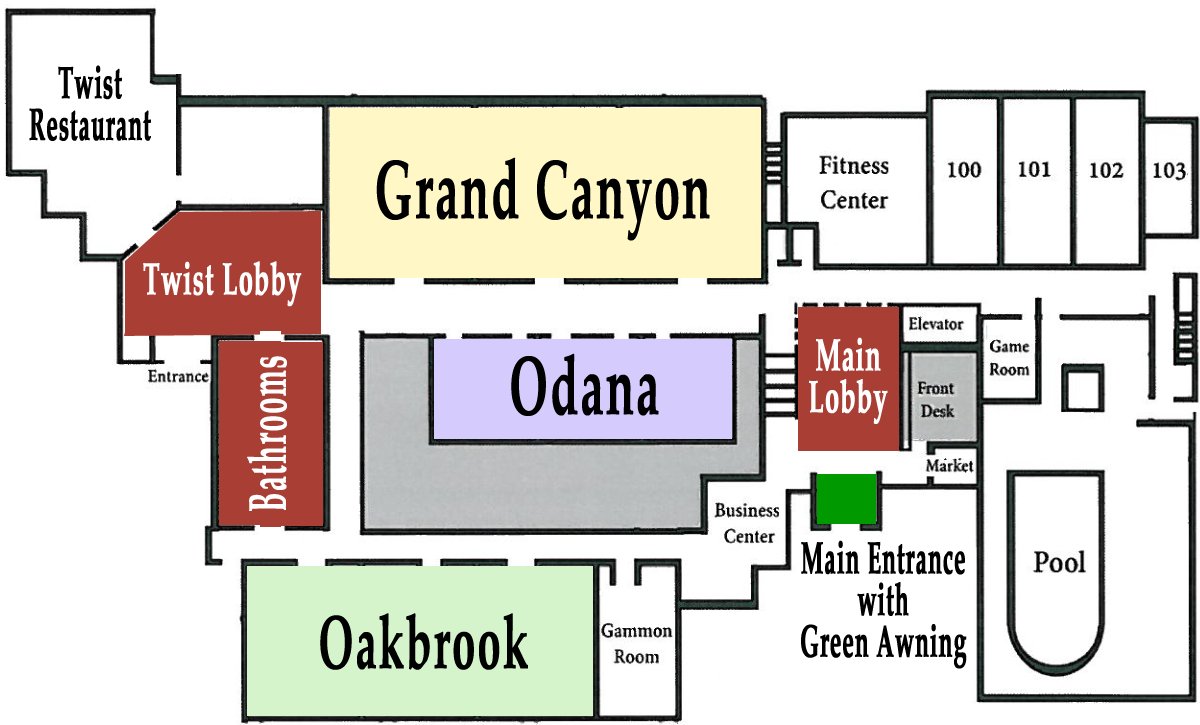 Twist
Restaurant
Grand Canyon
Fitness
Center
100
101
102
103
Twist Lobby
Entrance
Bathrooms
Odana
Main
Lobby
Elevator
Front
Desk
Game
Room
Market
Business
Center
Main Entrance
with
Green Awning
Pool
Oakbrook
Gammon
Room